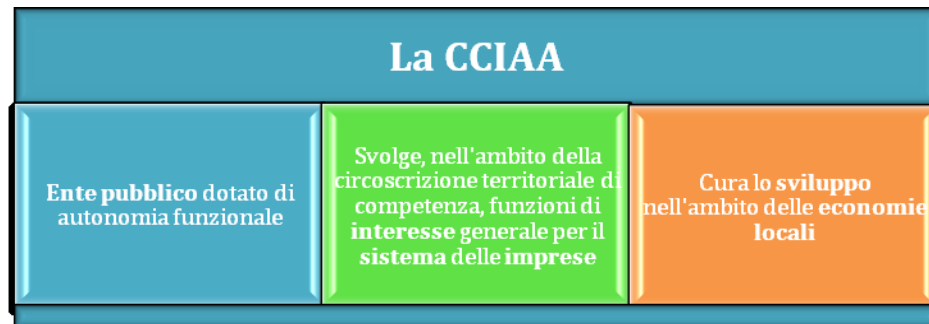 La CCIAA
Ente pubblico dotato di
autonomia funzionale
Svolge, nell'ambito della
circoscrizione territoriale di
competenza, funzioni di
interesse generale per il
sistema delle imprese
Cura lo sviluppo
nell'ambito delle economie
locali